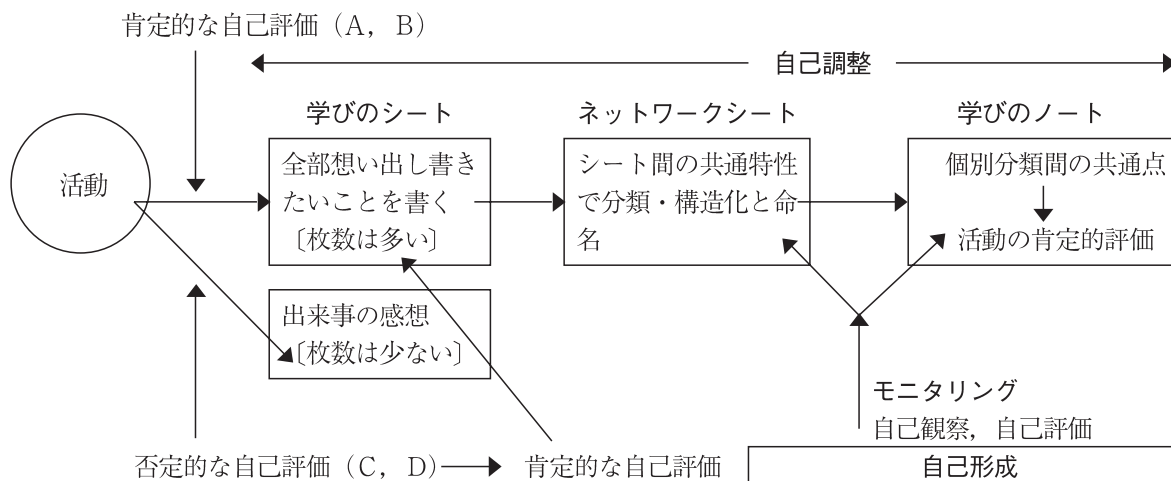 肯定的な自己評価（A，B）
自己調整
学びのシート
ネットワークシート
学びのノート
活動
全部想い出し書き
たいことを書く
〔枚数は多い〕
シート間の共通特性
で分類・構造化と命
名
個別分類間の共通点
活動の肯定的評価
出来事の感想
〔枚数は少ない〕
モニタリング
自己観察，自己評価
否定的な自己評価（C，D）
肯定的な自己評価
自己形成